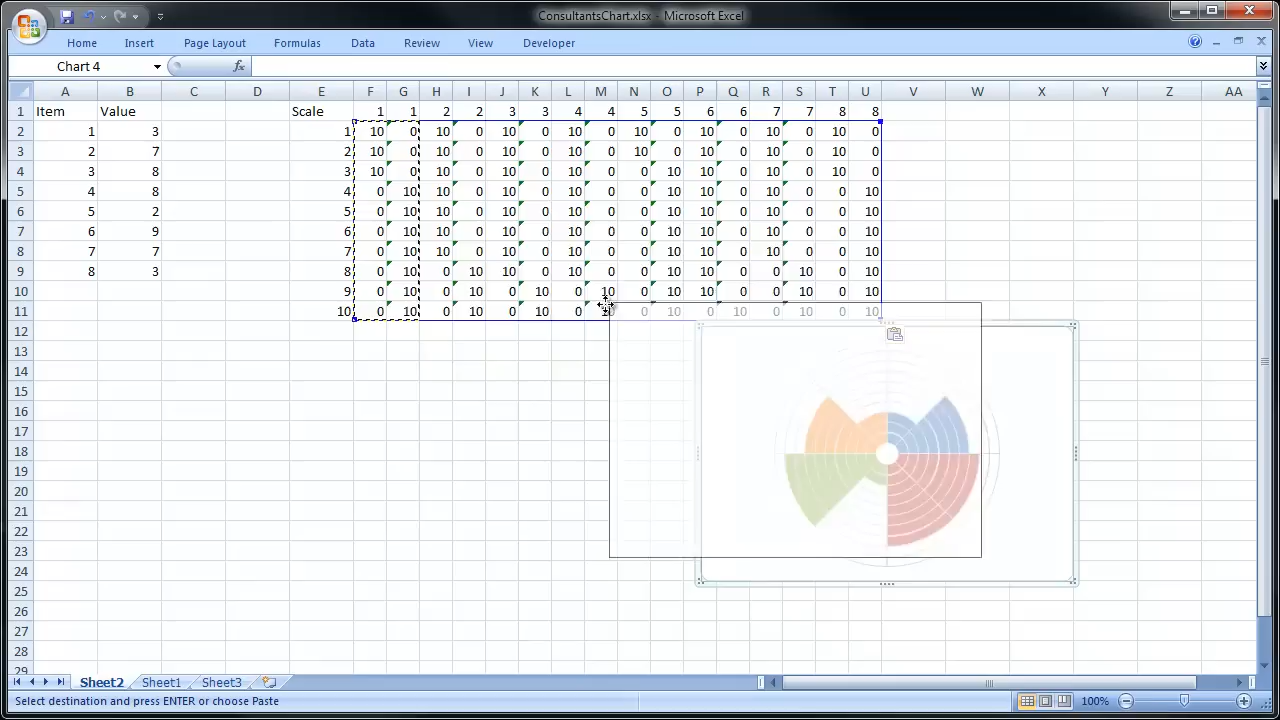 ConsultantsChart.xlsx - Microsoft Excel
Home Insert Page Layout Formulas Data Review View Developer
Chart 4 fx
A B C D E F G H I J K L M N O P Q R S T U V W X Y Z AA
1 Item Value Scale 1 1 2 2 3 3 4 4 5 5 6 6 7 7 8 8
2 1 3 1 10 0 10 0 10 0 10 0 10 0 10 0 10 0 10 0
3 2 7 2 10 0 10 0 10 0 10 0 10 0 10 0 10 0 10 0
4 3 8 3 10 0 10 0 10 0 10 0 0 10 10 0 10 0 10 0
5 4 8 4 0 10 10 0 10 0 10 0 0 10 10 0 10 0 0 10
6 5 2 5 0 10 10 0 10 0 10 0 0 10 10 0 10 0 0 10
7 6 9 6 0 10 10 0 10 0 10 0 0 10 10 0 10 0 0 10
8 7 7 7 0 10 10 0 10 0 10 0 0 10 10 0 10 0 0 10
9 8 3 8 0 10 0 10 10 0 10 0 0 10 10 0 0 10 0 10
10 9 0 10 0 10 0 10 0 10 0 10 10 0 0 10 0 10
11 10 0 10 0 10 0 10 0 10 0 10 0 10 0 10 0 10
12
13
14
15
16
17
18
19
20
21
22
23
24
25
26
27
28
29
Sheet2 Sheet1 Sheet3
Select destination and press ENTER or choose Paste 100%